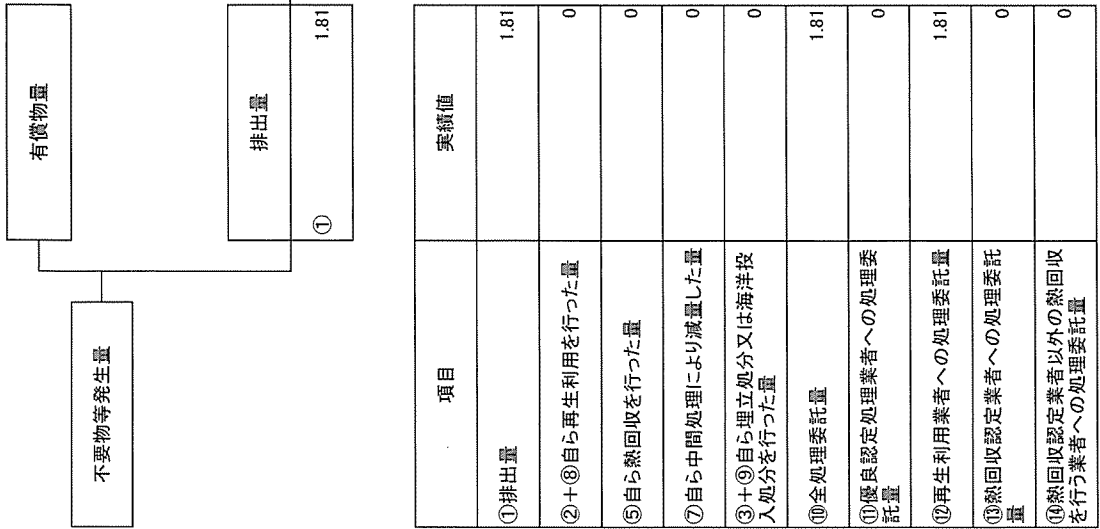 不要物等発生量
有償物量
排出量
① 1.81
項目 実績値
①排出量 1.81
②+⑧自ら再生利用を行った量 0
⑤自ら熱回収を行った量 0
⑦自ら中間処理により減量した量 0
③+⑨自ら埋立処分又は海洋投
入処分を行った量 0
⑩全処理委託量 1.81
⑪優良認定処理業者への処理委
託量 0
⑫再生利用業者への処理委託量 1.81
⑬熱回収認定業者への処理委託
量 0
⑭熱回収認定業者以外の熱回収
を行う業者への処理委託量 0